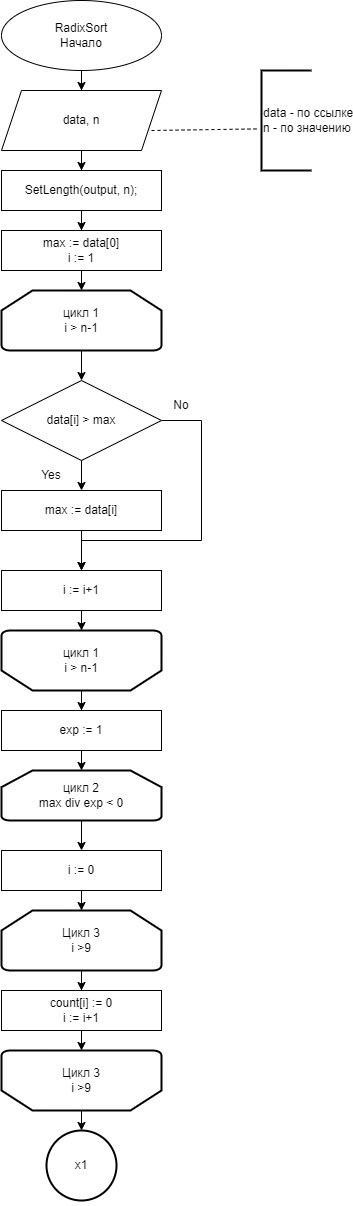 RadixSort
Начало
data, n
data - по ссылке
n - по значению
SetLength(output, n);
max := data[0]
i := 1
цикл 1
i > n-1
data[i] > max
No
Yes
max := data[i]
i := i+1
цикл 1
i > n-1
exp := 1
цикл 2
max div exp < 0
i := 0
Цикл 3
i >9
count[i] := 0
i := i+1
Цикл 3
i >9
x1